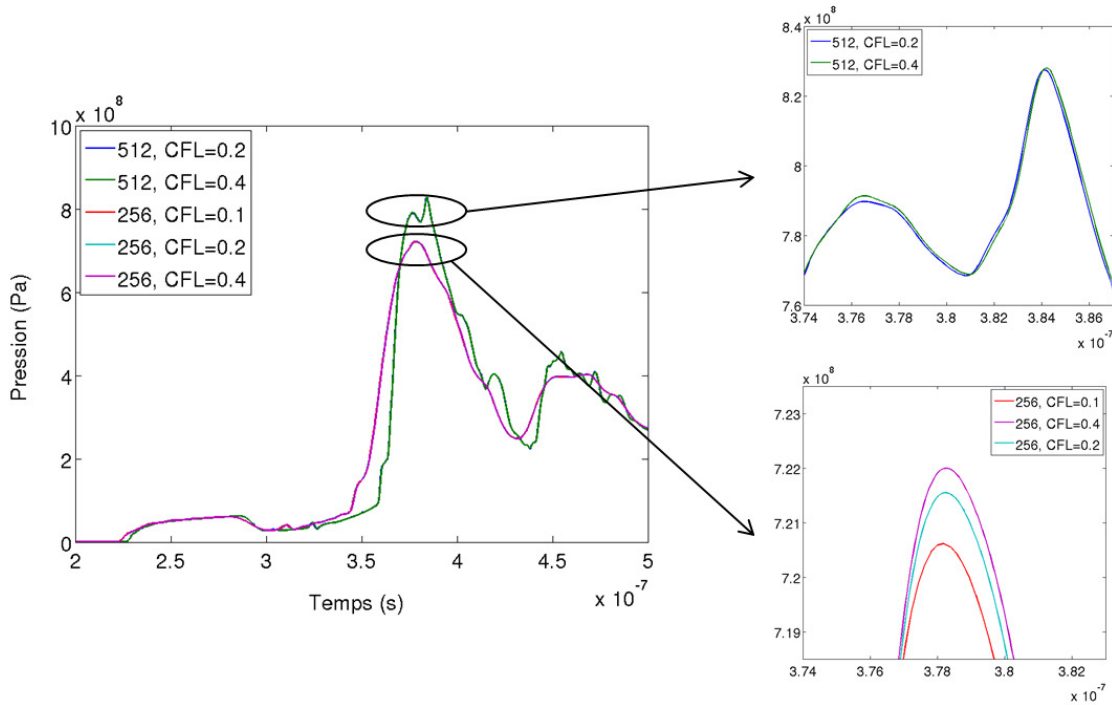 x 10^8
10
8
6
4
2
0
Pression (Pa)
512, CFL=0.2
512, CFL=0.4
256, CFL=0.1
256, CFL=0.2
256, CFL=0.4
2
2.5
3
3.5
4
4.5
5
x 10^-7
Temps (s)
x 10^8
8.4
8.2
8
7.8
7.6
512, CFL=0.2
512, CFL=0.4
3.74
3.76
3.78
3.8
3.82
3.84
3.86
x 10^-7
x 10^8
7.23
7.22
7.21
7.2
7.19
256, CFL=0.1
256, CFL=0.4
256, CFL=0.2
3.74
3.76
3.78
3.8
3.82
x 10^-7